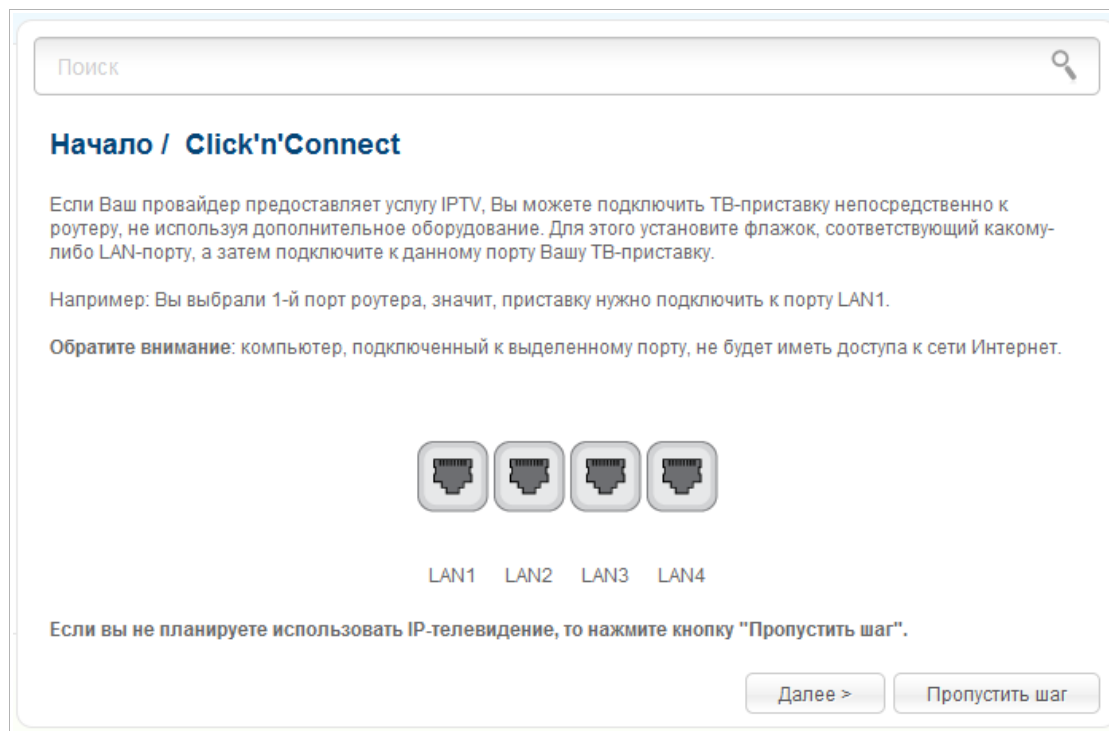 Поиск
Начало /  Click'n'Connect
Если Ваш провайдер предоставляет услугу IPTV, Вы можете подключить ТВ-приставку непосредственно к
роутеру, не используя дополнительное оборудование. Для этого установите флажок, соответствующий какому-
либо LAN-порту, а затем подключите к данному порту Вашу ТВ-приставку.
Например: Вы выбрали 1-й порт роутера, значит, приставку нужно подключить к порту LAN1.
Обратите внимание: компьютер, подключенный к выделенному порту, не будет иметь доступа к сети Интернет.
LAN1 LAN2 LAN3 LAN4
Если вы не планируете использовать IP-телевидение, то нажмите кнопку "Пропустить шаг".
Далее > Пропустить шаг